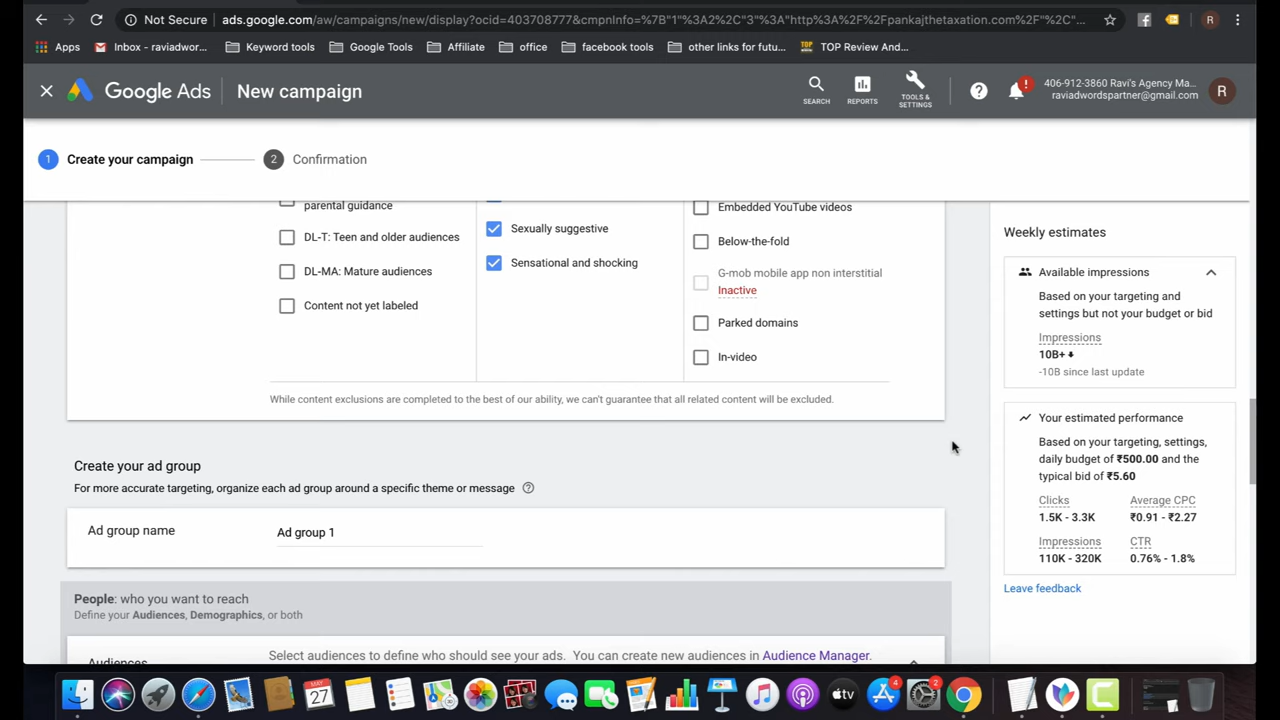 Not Secure
ads.google.com/aw/campaigns/new/display?ocid=403708777&cmpnInfo=%7B"1"%3A2%2C"3"%3A"http%3A%2F%2Fpankajthetaxation.com%2F"%2C"...
R
Apps
Inbox - raviadwor...
Keyword tools
Google Tools
Affiliate
office
facebook tools
other links for futu...
TOP Review And...
Google Ads
New campaign
SEARCH
REPORTS
TOOLS &
SETTINGS
406-912-3860 Ravi's Agency Ma...
raviadwordspartner@gmail.com
R
1 Create your campaign
2 Confirmation
parental guidance
DL-T: Teen and older audiences
DL-MA: Mature audiences
Content not yet labeled
Sexually suggestive
Sensational and shocking
Embedded YouTube videos
Below-the-fold
G-mob mobile app non interstitial
Inactive
Parked domains
In-video
While content exclusions are completed to the best of our ability, we can't guarantee that all related content will be excluded.
Create your ad group
For more accurate targeting, organize each ad group around a specific theme or message
Ad group name
Ad group 1
People: who you want to reach
Define your Audiences, Demographics, or both
Audiences
Select audiences to define who should see your ads. You can create new audiences in Audience Manager.
Weekly estimates
Available impressions
Based on your targeting and
settings but not your budget or bid
Impressions
10B+
-10B since last update
Your estimated performance
Based on your targeting, settings,
daily budget of ₹500.00 and the
typical bid of ₹5.60
Clicks
Average CPC
1.5K - 3.3K
₹0.91 - ₹2.27
Impressions
CTR
110K - 320K
0.76% - 1.8%
Leave feedback
MAY
27
tv
4
2